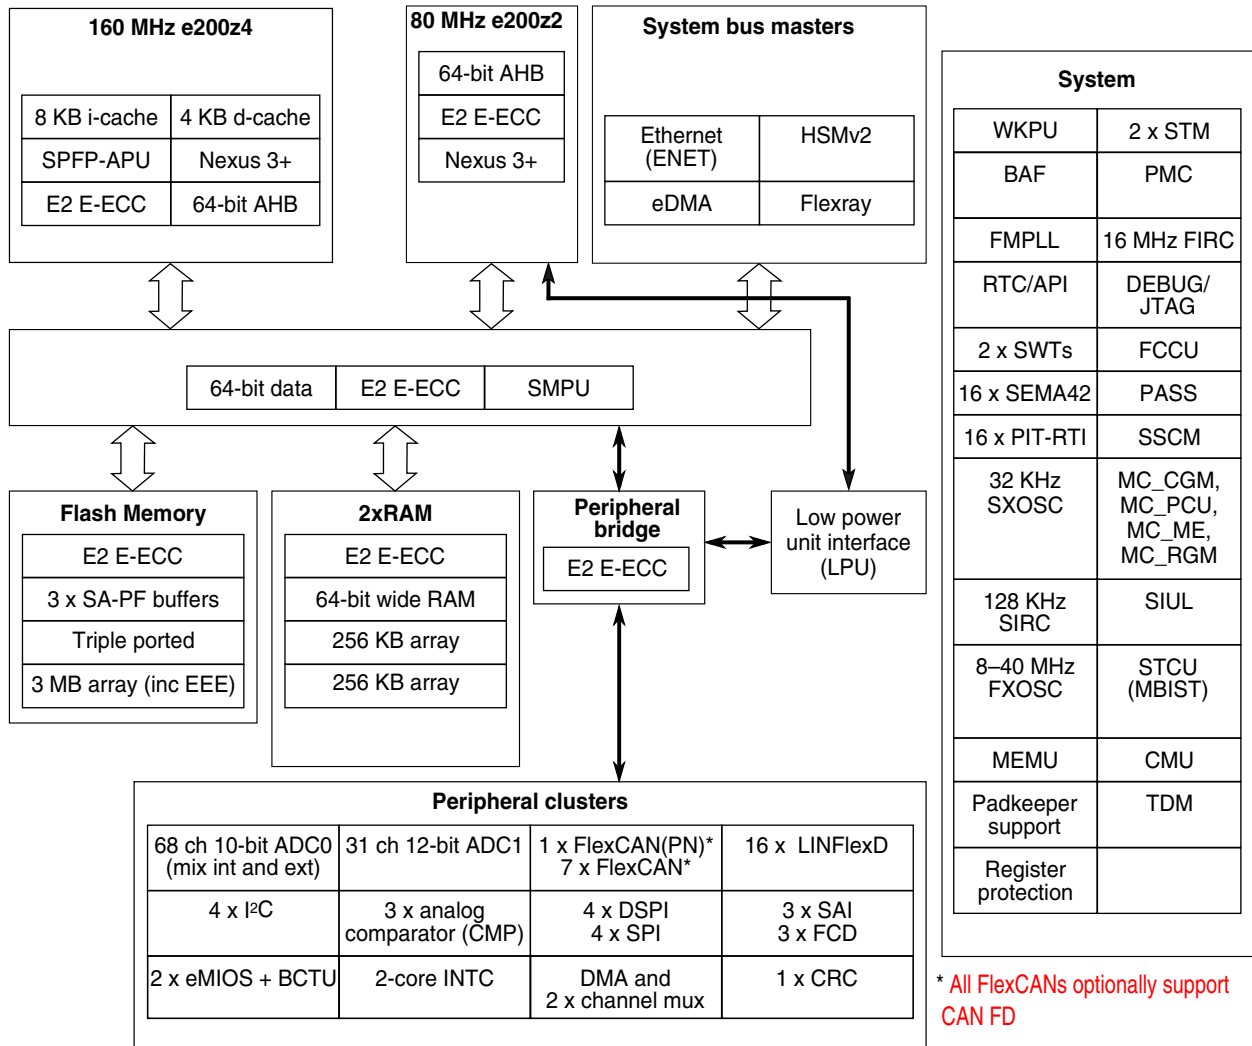 160 MHz e200z4
8 KB i-cache
4 KB d-cache
SPFP-APU
Nexus 3+
E2 E-ECC
64-bit AHB
80 MHz e200z2
64-bit AHB
E2 E-ECC
Nexus 3+
System bus masters
Ethernet
(ENET)
HSMv2
eDMA
Flexray
64-bit data
E2 E-ECC
SMPU
Flash Memory
E2 E-ECC
3 x SA-PF buffers
Triple ported
3 MB array (inc EEE)
2xRAM
E2 E-ECC
64-bit wide RAM
256 KB array
256 KB array
Peripheral
bridge
E2 E-ECC
Low power
unit interface
(LPU)
Peripheral clusters
68 ch 10-bit ADC0
(mix int and ext)
31 ch 12-bit ADC1
1 x FlexCAN(PN)*
7 x FlexCAN*
16 x LINFlexD
4 x I²C
3 x analog
comparator (CMP)
4 x DSPI
4 x SPI
3 x SAI
3 x FCD
2 x eMIOS + BCTU
2-core INTC
DMA and
2 x channel mux
1 x CRC
System
WKPU
2 x STM
BAF
PMC
FMPLL
16 MHz FIRC
RTC/API
DEBUG/
JTAG
2 x SWTs
FCCU
16 x SEMA42
PASS
16 x PIT-RTI
SSCM
32 KHz
SXOSC
MC_CGM,
MC_PCU,
MC_ME,
MC_RGM
128 KHz
SIRC
SIUL
8–40 MHz
FXOSC
STCU
(MBIST)
MEMU
CMU
Padkeeper
support
TDM
Register
protection
* All FlexCANs optionally support
CAN FD